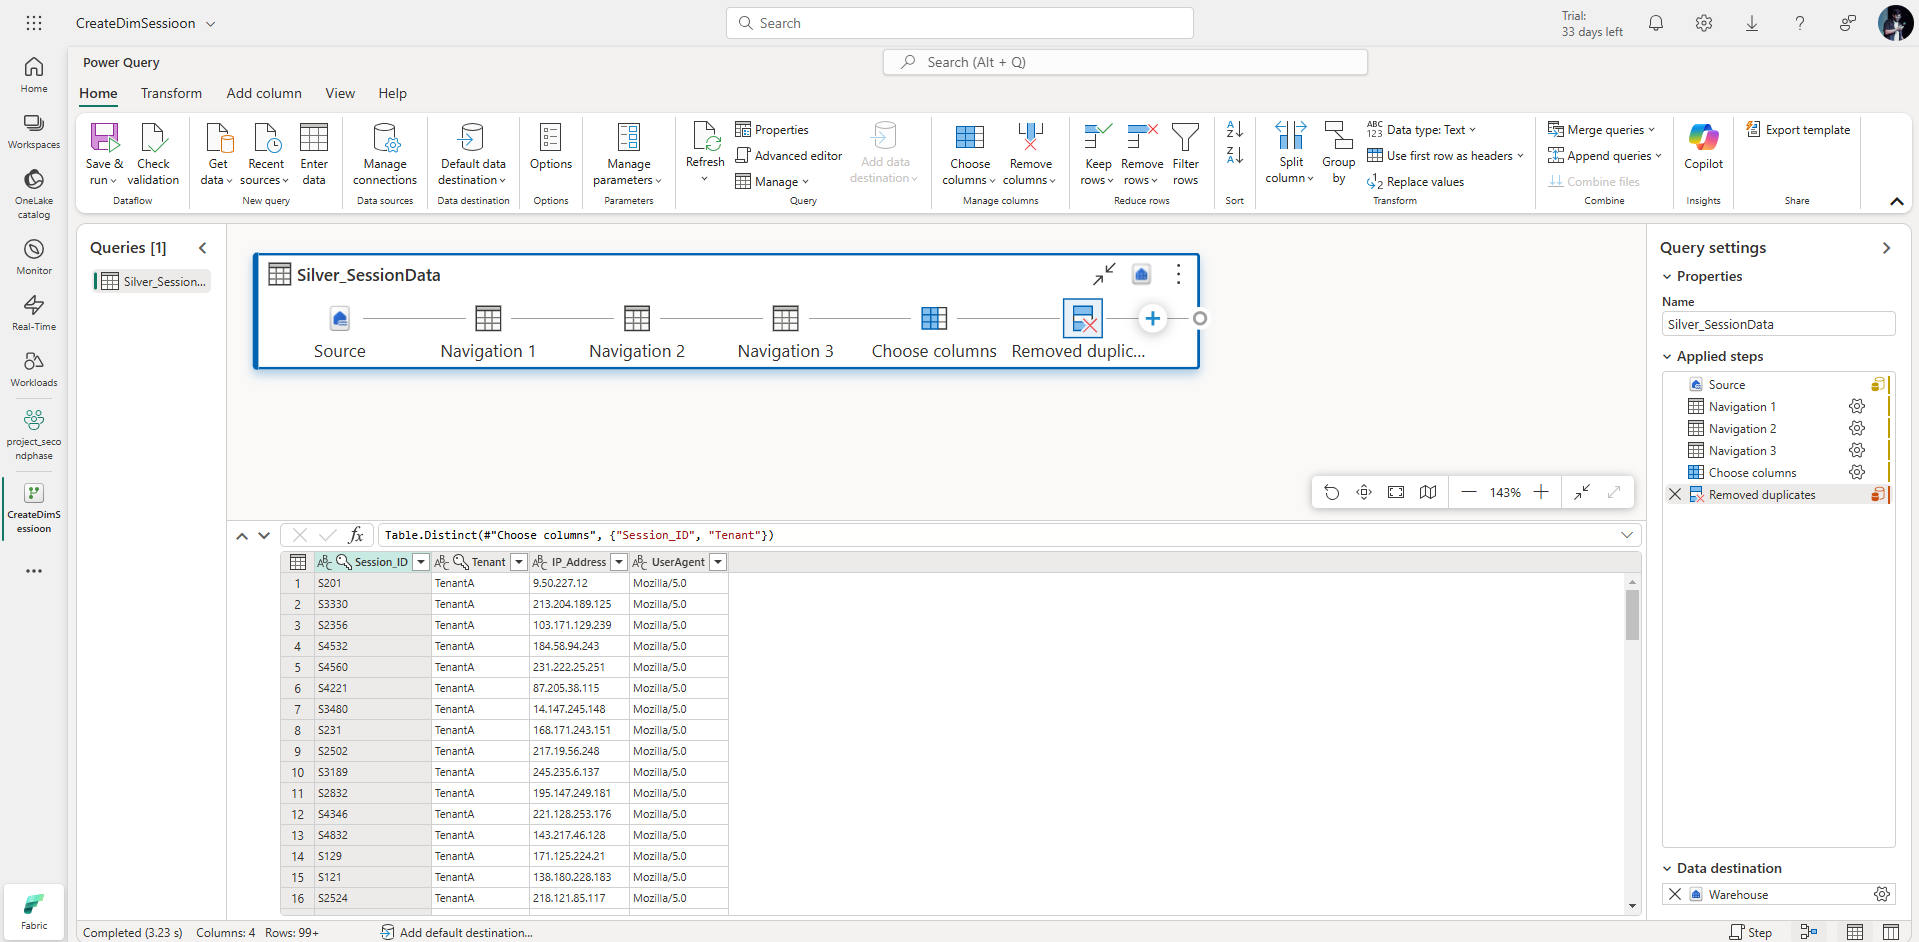 CreateDimSessioon
Search
Trial:
33 days left
Home
Workspaces
OneLake
catalog
Monitor
Real-Time
Workloads
project_seco
ndphase
CreateDimS
essioon
Fabric
Power Query
Search (Alt + Q)
Home Transform Add column View Help
Save &
run
Check
validation
Dataflow
Get
data
Recent
sources
Enter
data
New query
Manage
connections
Data sources
Default data
destination
Data destination
Options
Options
Manage
parameters
Parameters
Refresh
Properties
Advanced editor
Manage
Add data
destination
Query
Choose
columns
Remove
columns
Manage columns
Keep
rows
Remove
rows
Filter
rows
Reduce rows
Sort
Split
column
Group
by
Data type: Text
Use first row as headers
Replace values
Transform
Merge queries
Append queries
Combine files
Combine
Copilot
Insights
Export template
Share
Queries [1]
Silver_Session...
Silver_SessionData
Source Navigation 1 Navigation 2 Navigation 3 Choose columns Removed duplic...
143%
fx Table.Distinct(#"Choose columns", {"Session_ID", "Tenant"})
Session_ID Tenant IP_Address UserAgent
1 S201 TenantA 9.50.227.12 Mozilla/5.0
2 S3330 TenantA 213.204.189.125 Mozilla/5.0
3 S2356 TenantA 103.171.129.239 Mozilla/5.0
4 S4532 TenantA 184.58.94.243 Mozilla/5.0
5 S4560 TenantA 231.222.25.251 Mozilla/5.0
6 S4221 TenantA 87.205.38.115 Mozilla/5.0
7 S3480 TenantA 14.147.245.148 Mozilla/5.0
8 S231 TenantA 168.171.243.151 Mozilla/5.0
9 S2502 TenantA 217.19.56.248 Mozilla/5.0
10 S3189 TenantA 245.235.6.137 Mozilla/5.0
11 S2832 TenantA 195.147.249.181 Mozilla/5.0
12 S4346 TenantA 221.128.253.176 Mozilla/5.0
13 S4832 TenantA 143.217.46.128 Mozilla/5.0
14 S129 TenantA 171.125.224.21 Mozilla/5.0
15 S121 TenantA 138.180.228.183 Mozilla/5.0
16 S2524 TenantA 218.121.85.117 Mozilla/5.0
Query settings
Properties
Name
Silver_SessionData
Applied steps
Source
Navigation 1
Navigation 2
Navigation 3
Choose columns
Removed duplicates
Data destination
Warehouse
Completed (3.23 s) Columns: 4 Rows: 99+ Add default destination... Step